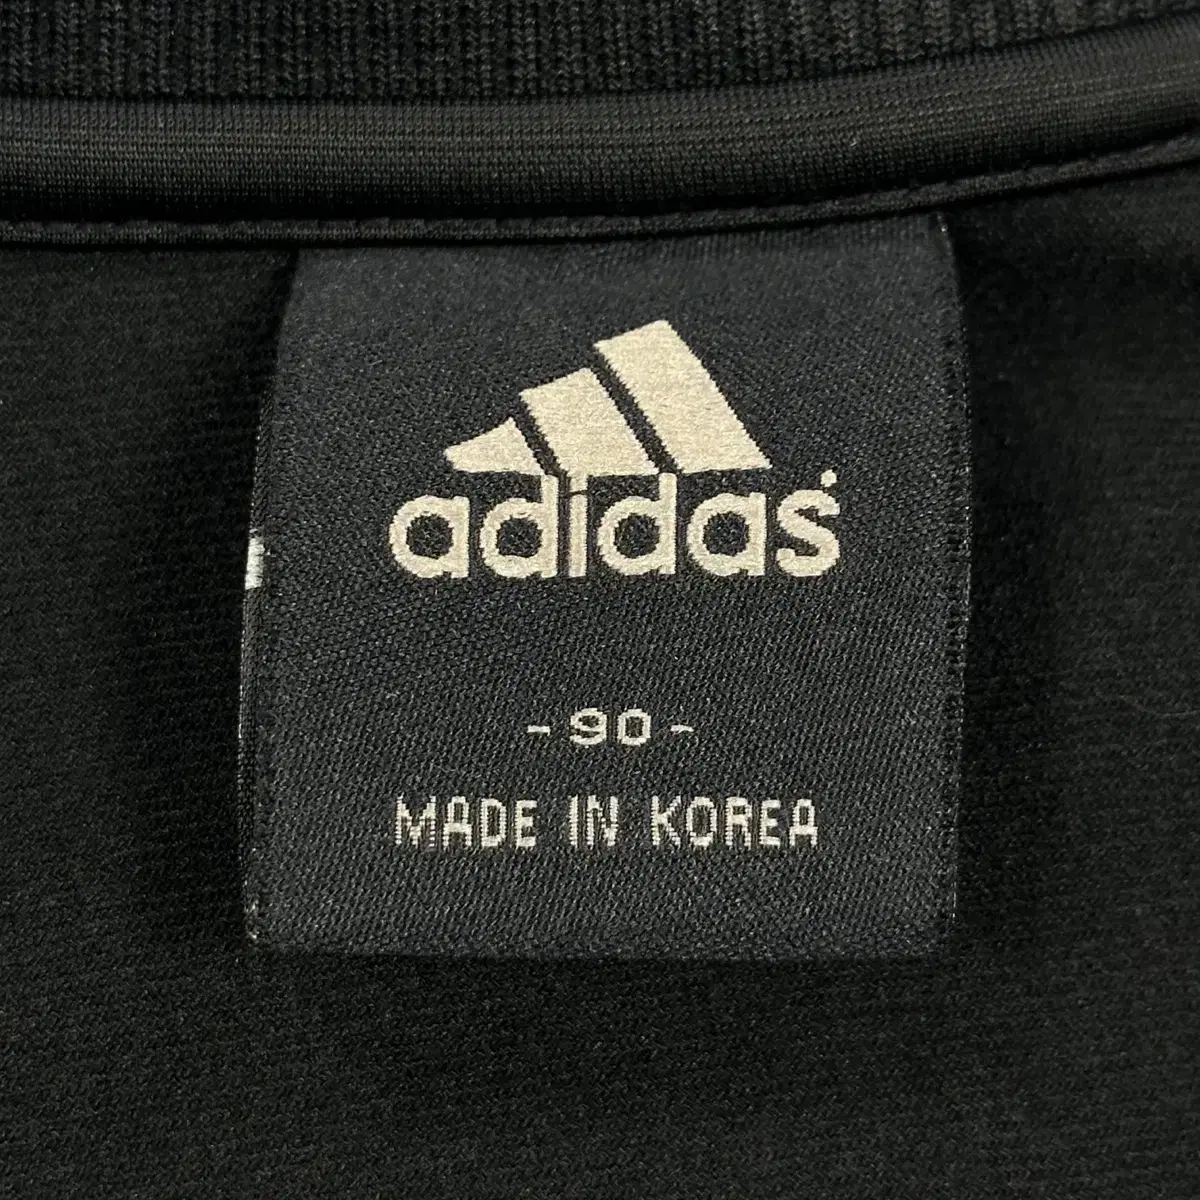 adidas
- 90 -
MADE IN KOREA